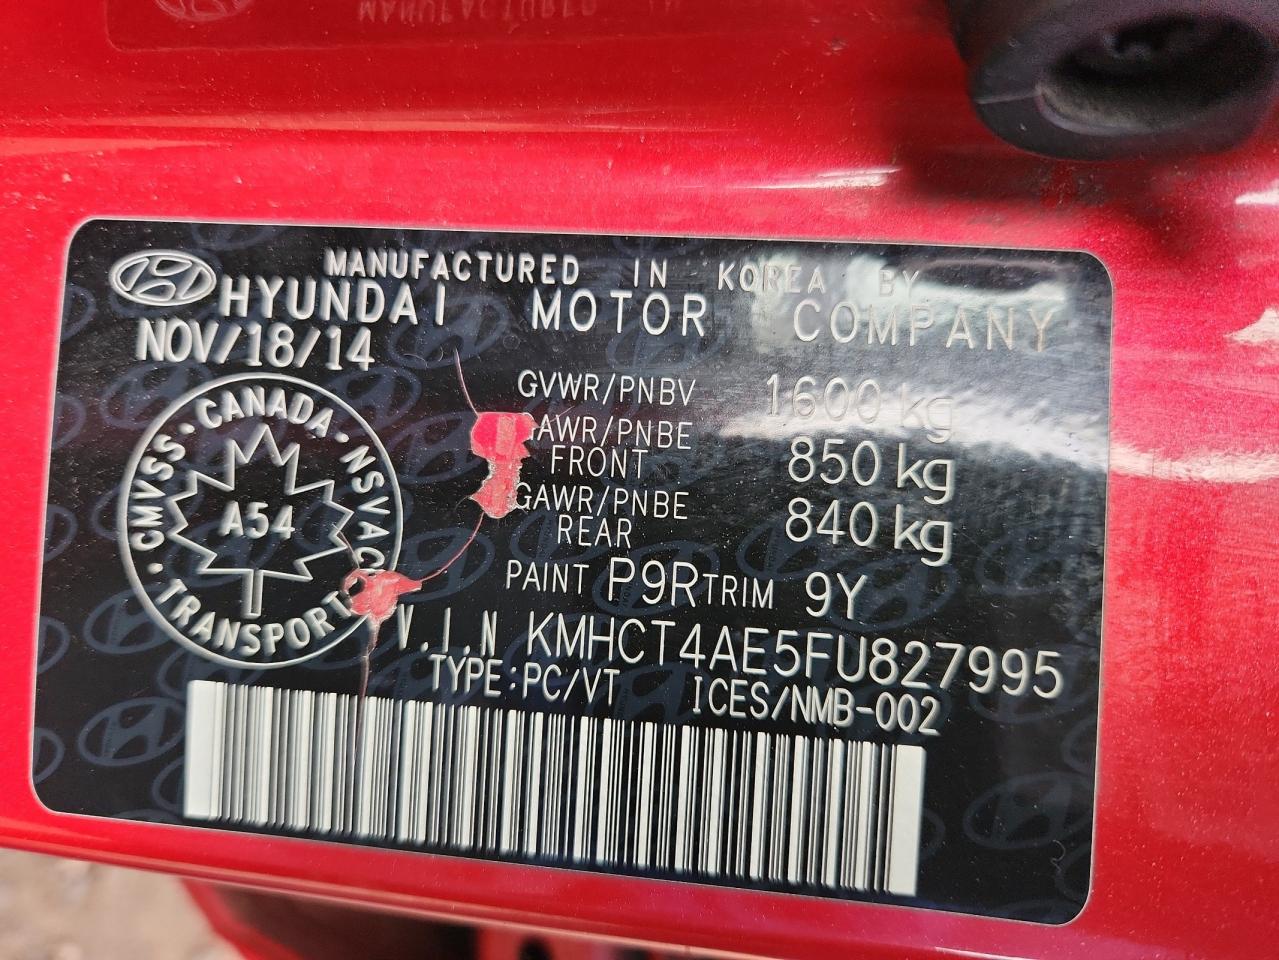 MANUFACTURED IN KOREA BY
HYUNDAI MOTOR COMPANY
NOV/18/14
GVWR/PNBV 1600 kg
GAWR/PNBE
FRONT 850 kg
GAWR/PNBE
REAR 840 kg
CANADA · NSVAC · TRANSPORT · CMVSS ·
A54
PAINT P9R TRIM 9Y
V.I.N KMHCT4AE5FU827995
TYPE:PC/VT ICES/NMB-002